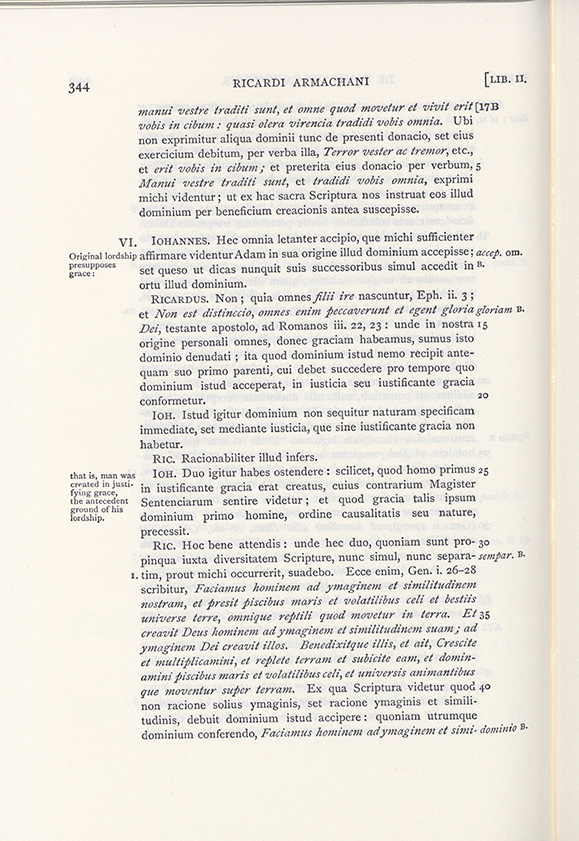 344 RICARDI ARMACHANI [LIB. II.
manui vestre traditi sunt, et omne quod movetur et vivit erit [17B
vobis in cibum : quasi olera virencia tradidi vobis omnia. Ubi
non exprimitur aliqua dominii tunc de presenti donacio, set eius
exercicium debitum, per verba illa, Terror vester ac tremor, etc.,
et erit vobis in cibum ; et preterita eius donacio per verbum, 5
Manui vestre traditi sunt, et tradidi vobis omnia, exprimi
michi videntur ; ut ex hac sacra Scriptura nos instruat eos illud
dominium per beneficium creacionis antea suscepisse.
VI. IOHANNES. Hec omnia letanter accipio, que michi sufficienter
Original lordship affirmare videntur Adam in sua origine illud dominium accepisse ; accep. om.
presupposes grace : set queso ut dicas nunquit suis successoribus simul accedit in B.
ortu illud dominium.
RICARDUS. Non ; quia omnes filii ire nascuntur, Eph. ii. 3 ;
et Non est distinccio, omnes enim peccaverunt et egent gloria gloriam B.
Dei, testante apostolo, ad Romanos iii. 22, 23 : unde in nostra 15
origine personali omnes, donec graciam habeamus, sumus isto
dominio denudati ; ita quod dominium istud nemo recipit ante-
quam suo primo parenti, cui debet succedere pro tempore quo
dominium istud acceperat, in iusticia seu iustificante gracia
conformetur. 20
IOH. Istud igitur dominium non sequitur naturam specificam
immediate, set mediante iusticia, que sine iustificante gracia non
habetur.
RIC. Racionabiliter illud infers.
that is, man was IOH. Duo igitur habes ostendere : scilicet, quod homo primus 25
created in justi- in iustificante gracia erat creatus, cuius contrarium Magister
fying grace, Sentenciarum sentire videtur ; et quod gracia talis ipsum
the antecedent ground of his dominium primo homine, ordine causalitatis seu nature,
lordship. precessit.
RIC. Hoc bene attendis : unde hec duo, quoniam sunt pro- 30
pinqua iuxta diversitatem Scripture, nunc simul, nunc separa- sempar. B.
1. tim, prout michi occurrerit, suadebo. Ecce enim, Gen. i. 26–28
scribitur, Faciamus hominem ad ymaginem et similitudinem
nostram, et presit piscibus maris et volatilibus celi et bestiis
universe terre, omnique reptili quod movetur in terra. Et 35
creavit Deus hominem ad ymaginem et similitudinem suam ; ad
ymaginem Dei creavit illos. Benedixitque illis, et ait, Crescite
et multiplicamini, et replete terram et subicite eam, et domin-
amini piscibus maris et volatilibus celi, et universis animantibus
que moventur super terram. Ex qua Scriptura videtur quod 40
non racione solius ymaginis, set racione ymaginis et simili-
tudinis, debuit dominium istud accipere : quoniam utrumque
dominium conferendo, Faciamus hominem ad ymaginem et simi- dominio B.